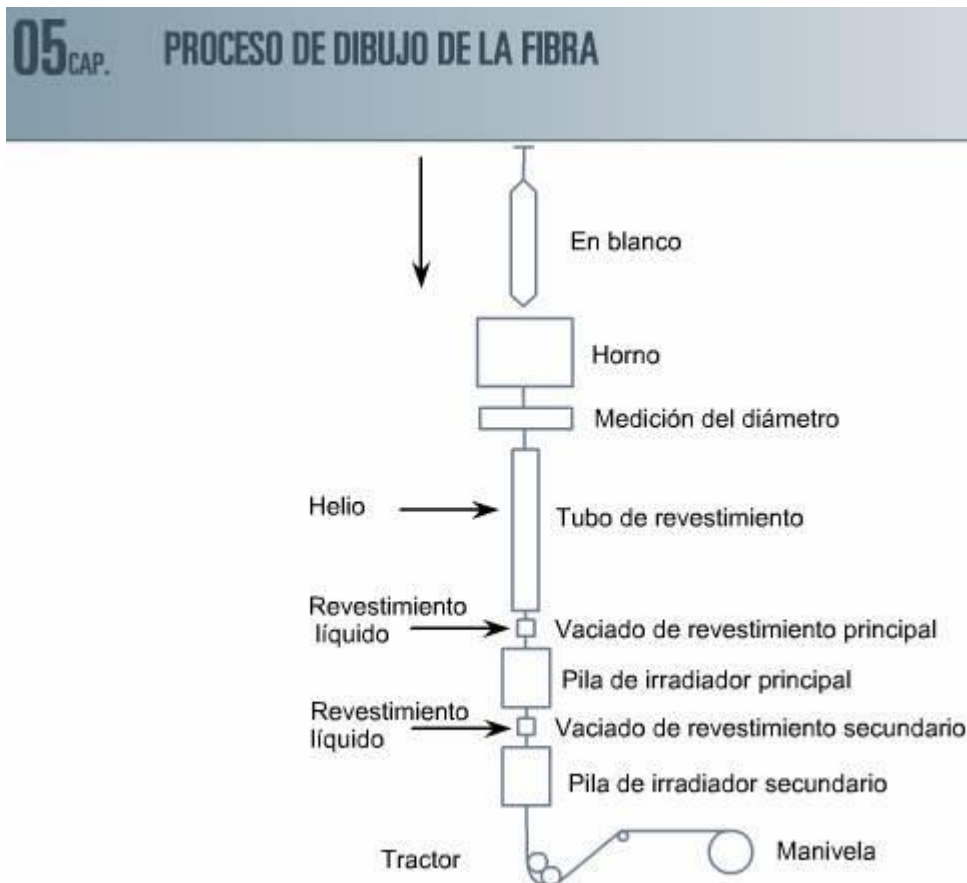 05 CAP. PROCESO DE DIBUJO DE LA FIBRA
En blanco
Horno
Medición del diámetro
Helio
Tubo de revestimiento
Revestimiento
líquido
Vaciado de revestimiento principal
Pila de irradiador principal
Revestimiento
líquido
Vaciado de revestimiento secundario
Pila de irradiador secundario
Tractor
Manivela